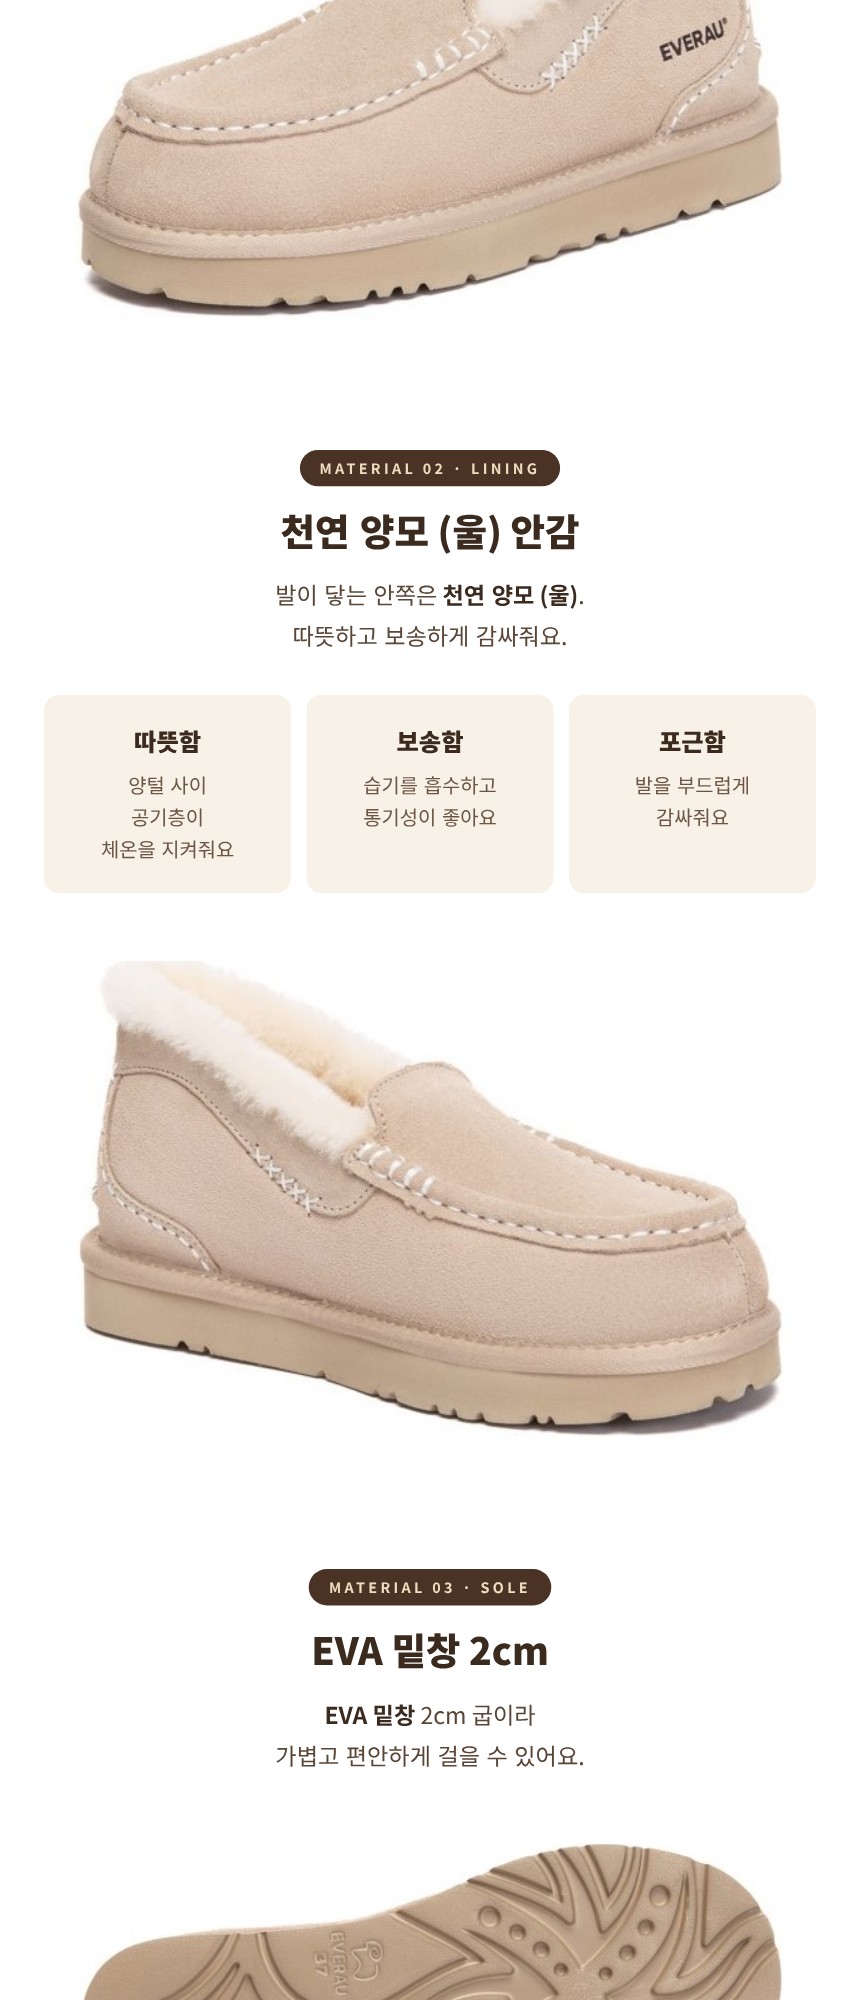 EVERAU®
MATERIAL 02 · LINING
천연 양모 (울) 안감
발이 닿는 안쪽은 천연 양모 (울).
따뜻하고 보송하게 감싸줘요.
따뜻함
양털 사이
공기층이
체온을 지켜줘요
보송함
습기를 흡수하고
통기성이 좋아요
포근함
발을 부드럽게
감싸줘요
MATERIAL 03 · SOLE
EVA 밑창 2cm
EVA 밑창 2cm 굽이라
가볍고 편안하게 걸을 수 있어요.
EVERAU
37